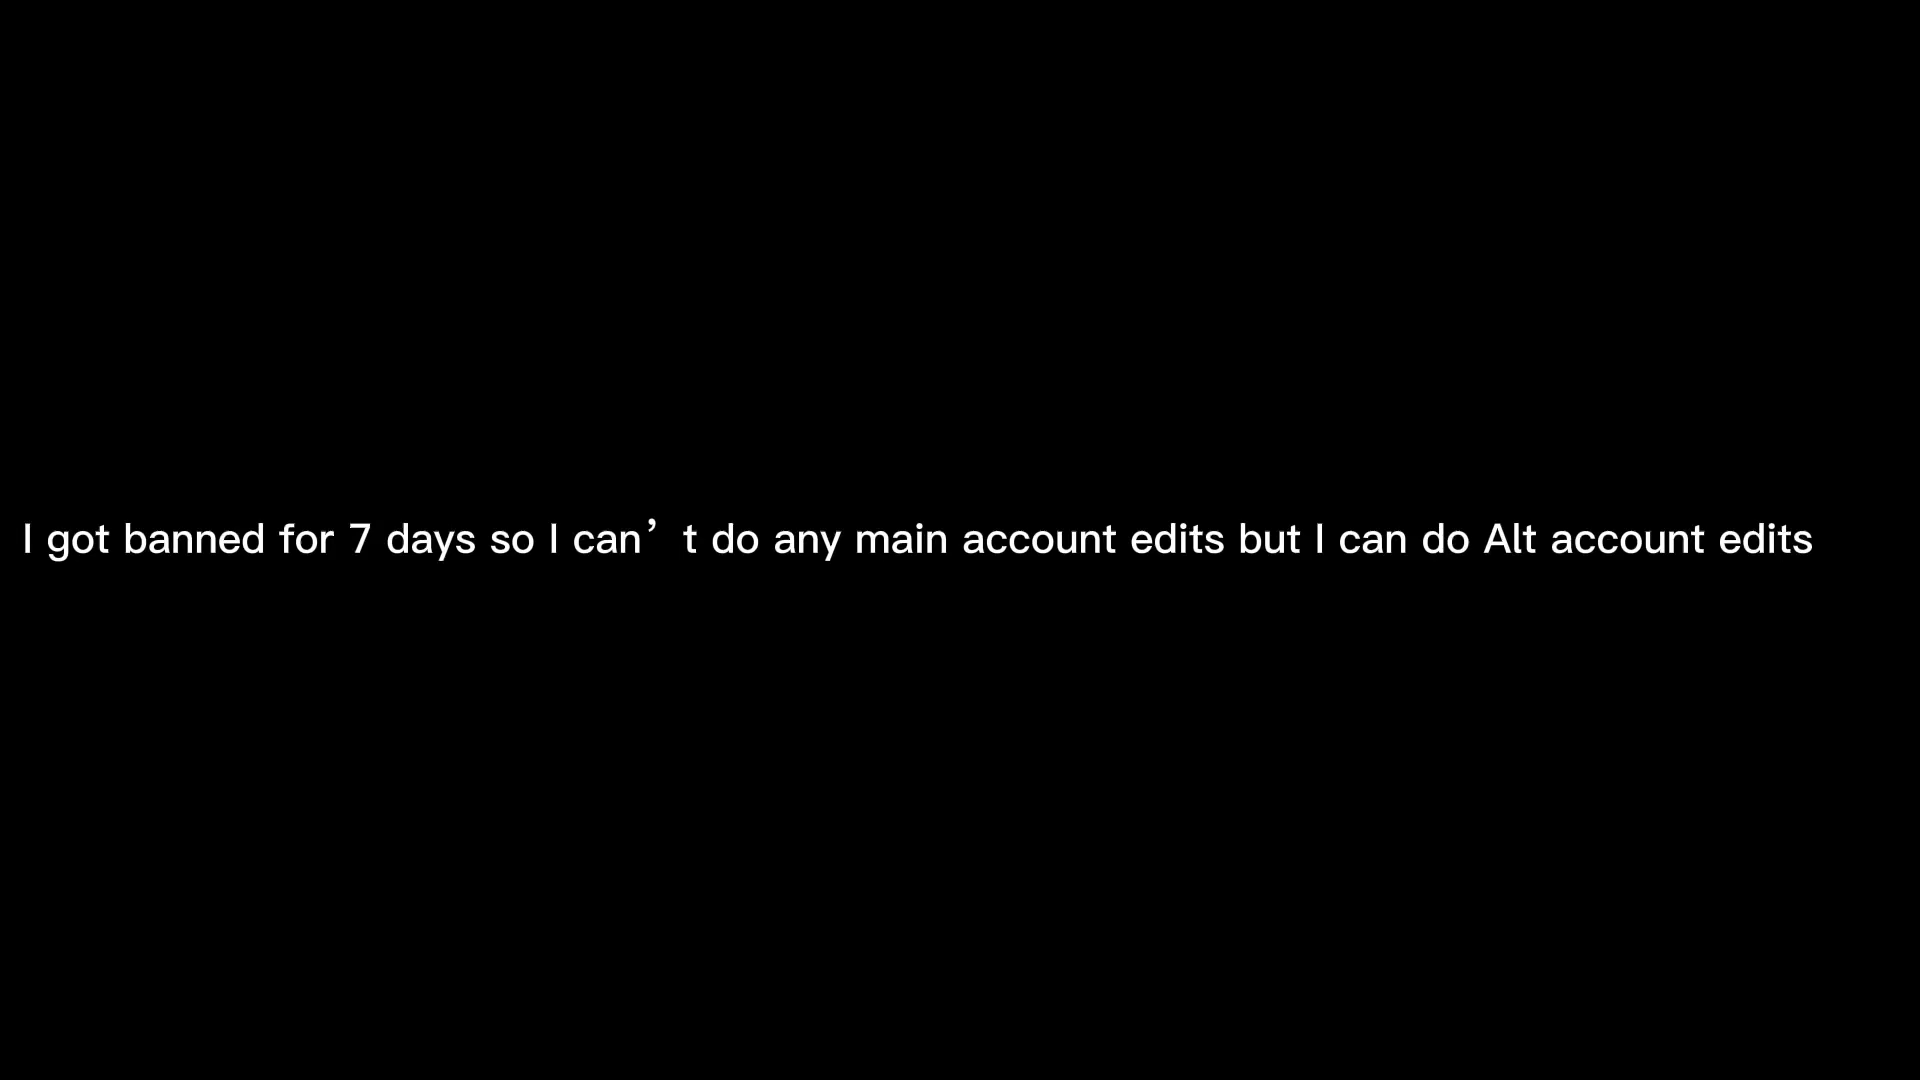 I got banned for 7 days so I can’t do any main account edits but I can do Alt account edits